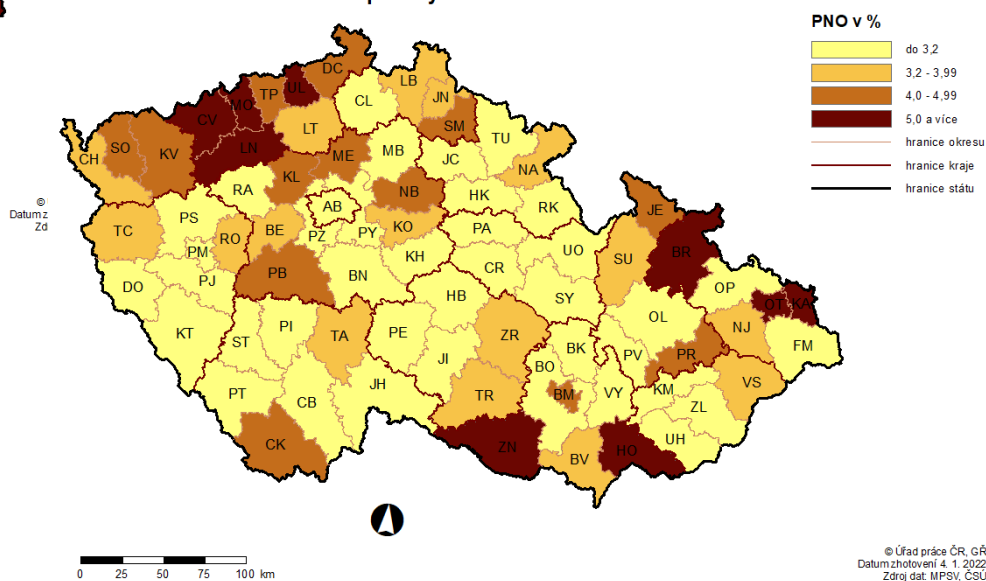 PNO v %
do 3,2
3,2 - 3,99
4,0 - 4,99
5,0 a více
hranice okresu
hranice kraje
hranice státu
©
Datum z
Zd
DC
UL
TP
MO
CV
LN
LT
CL
LB
JN
SM
TU
CH
SO
KV
ME
MB
JC
NA
KL
RA
AB
NB
HK
RK
TC
PS
RO
BE
PZ
PY
KO
PA
UO
JE
PM
PJ
PB
BN
KH
CR
SU
BR
DO
HB
SY
OP
OT
KA
KT
ST
PI
TA
PE
ZR
OL
NJ
FM
JI
BK
PV
PR
BO
PT
CB
JH
TR
BM
VY
KM
VS
ZL
CK
ZN
BV
HO
UH
0 25 50 75 100 km
© Úřad práce ČR, GŘ
Datum zhotovení 4. 1. 2022
Zdroj dat: MPSV, ČSÚ